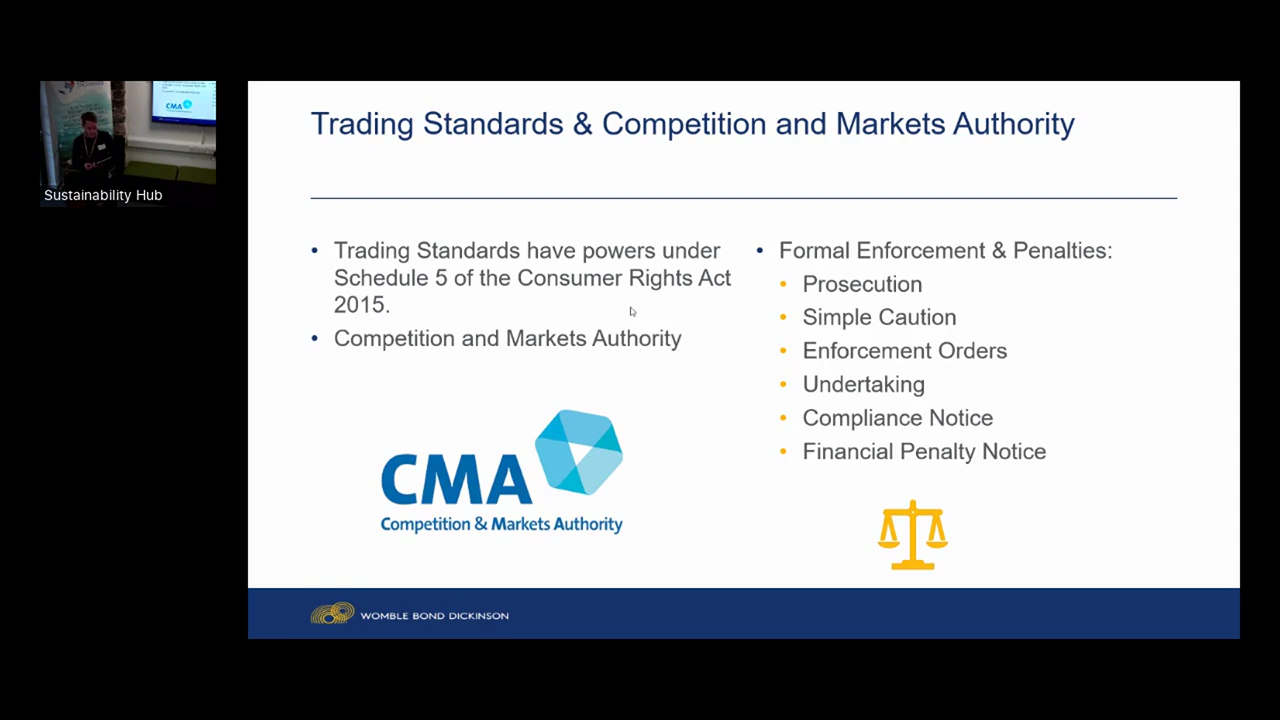 Trading Standards & Competition and Markets Authority
CMA
Sustainability Hub
• Trading Standards have powers under
Schedule 5 of the Consumer Rights Act
2015.
• Competition and Markets Authority
CMA
Competition & Markets Authority
• Formal Enforcement & Penalties:
• Prosecution
• Simple Caution
• Enforcement Orders
• Undertaking
• Compliance Notice
• Financial Penalty Notice
WOMBLE BOND DICKINSON